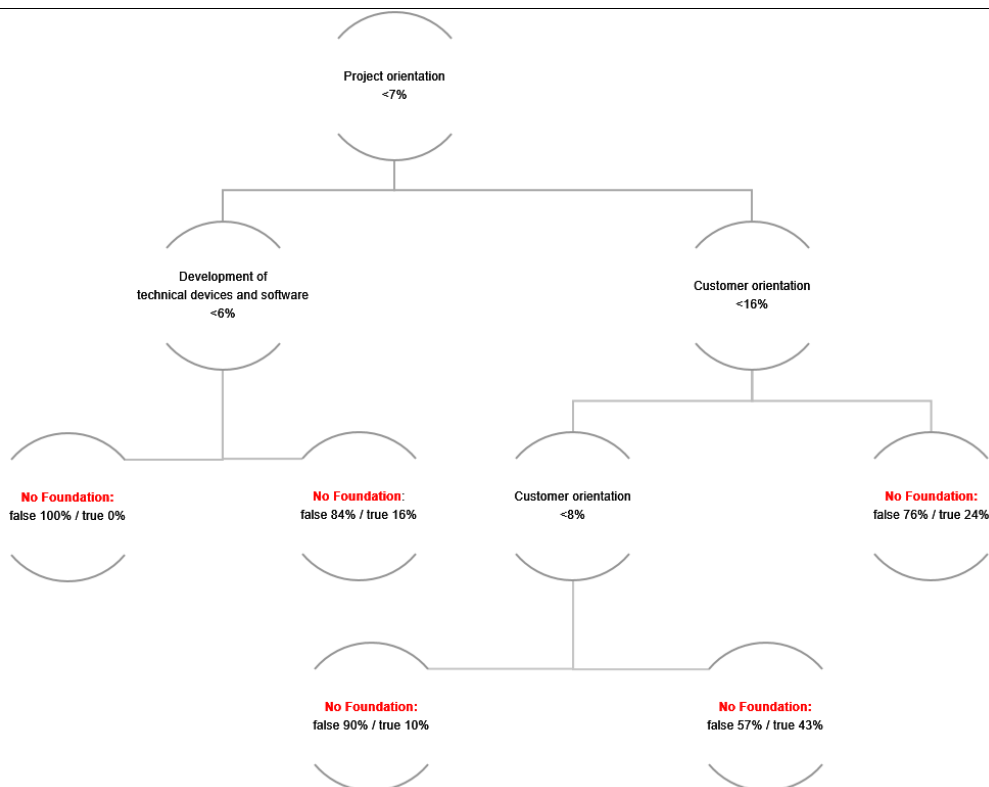 Project orientation
<7%
Development of
technical devices and software
<6%
Customer orientation
<16%
No Foundation:
false 100% / true 0%
No Foundation:
false 84% / true 16%
Customer orientation
<8%
No Foundation:
false 76% / true 24%
No Foundation:
false 90% / true 10%
No Foundation:
false 57% / true 43%